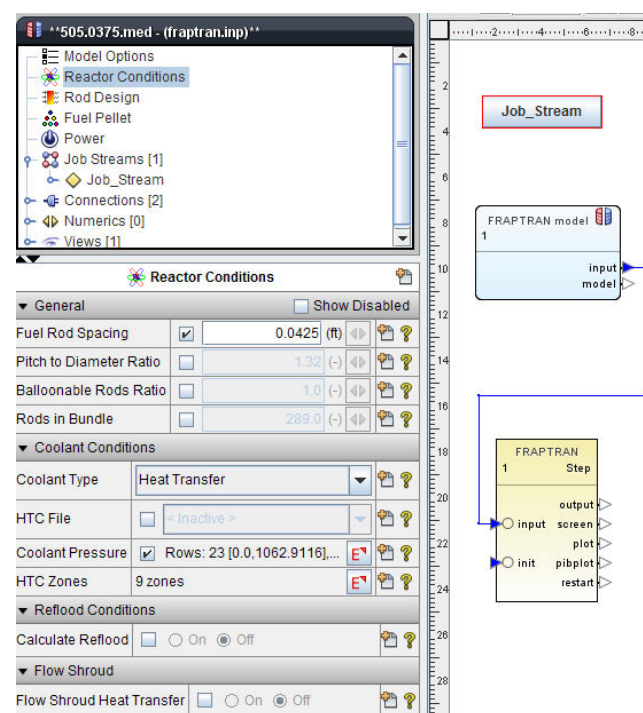 **505.0375.med - (fraptran.inp)**
Model Options
Reactor Conditions
Rod Design
Fuel Pellet
Power
Job Streams [1]
Job_Stream
Connections [2]
Numerics [0]
Views [1]
Reactor Conditions
General Show Disabled
Fuel Rod Spacing 0.0425 (ft)
Pitch to Diameter Ratio 1.32 (-)
Balloonable Rods Ratio 1.0 (-)
Rods in Bundle 289.0 (-)
Coolant Conditions
Coolant Type Heat Transfer
HTC File < Inactive >
Coolant Pressure Rows: 23 [0.0,1062.9116],... E
HTC Zones 9 zones E
Reflood Conditions
Calculate Reflood On Off
Flow Shroud
Flow Shroud Heat Transfer On Off
2 4 6 8
2
4
6
8
10
12
14
16
18
20
22
24
26
28
Job_Stream
FRAPTRAN model
1
input
model
FRAPTRAN
1 Step
output
input screen
plot
init pibplot
restart